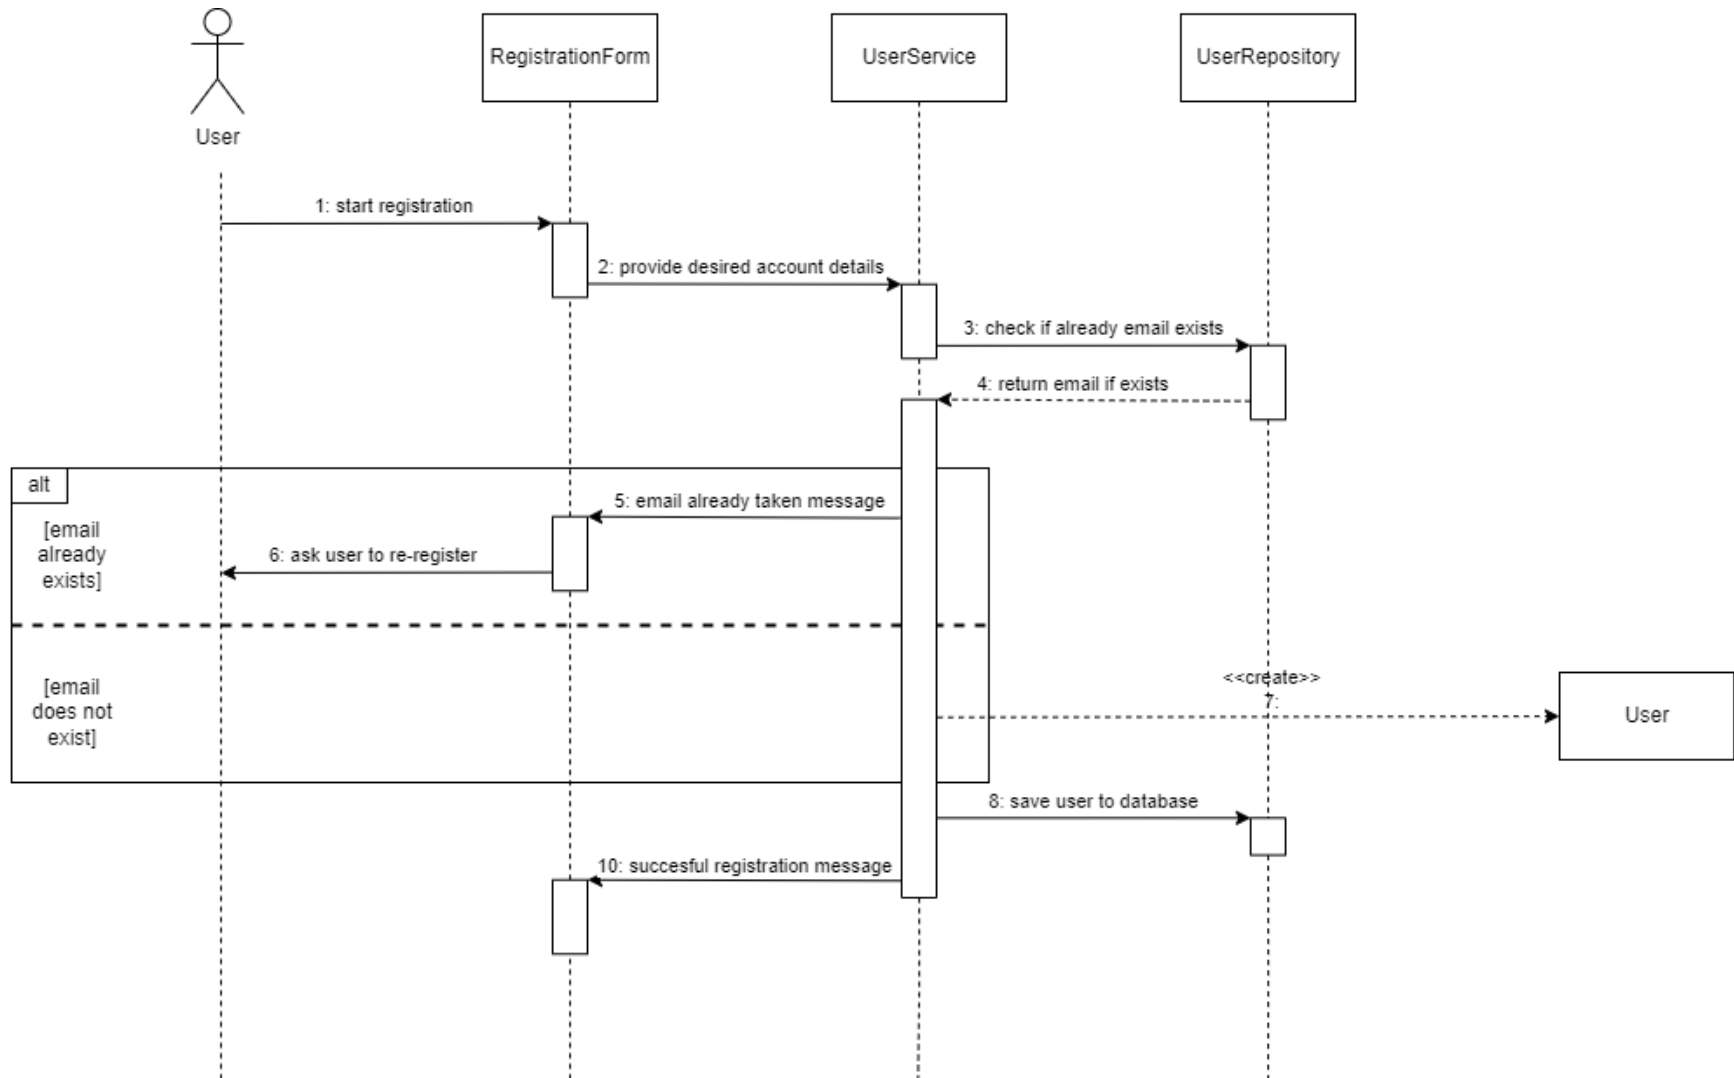 RegistrationForm
UserService
UserRepository
User
1: start registration
2: provide desired account details
3: check if already email exists
4: return email if exists
alt
5: email already taken message
[email
already
exists]
6: ask user to re-register
<<create>>
7:
[email
does not
exist]
User
8: save user to database
10: succesful registration message